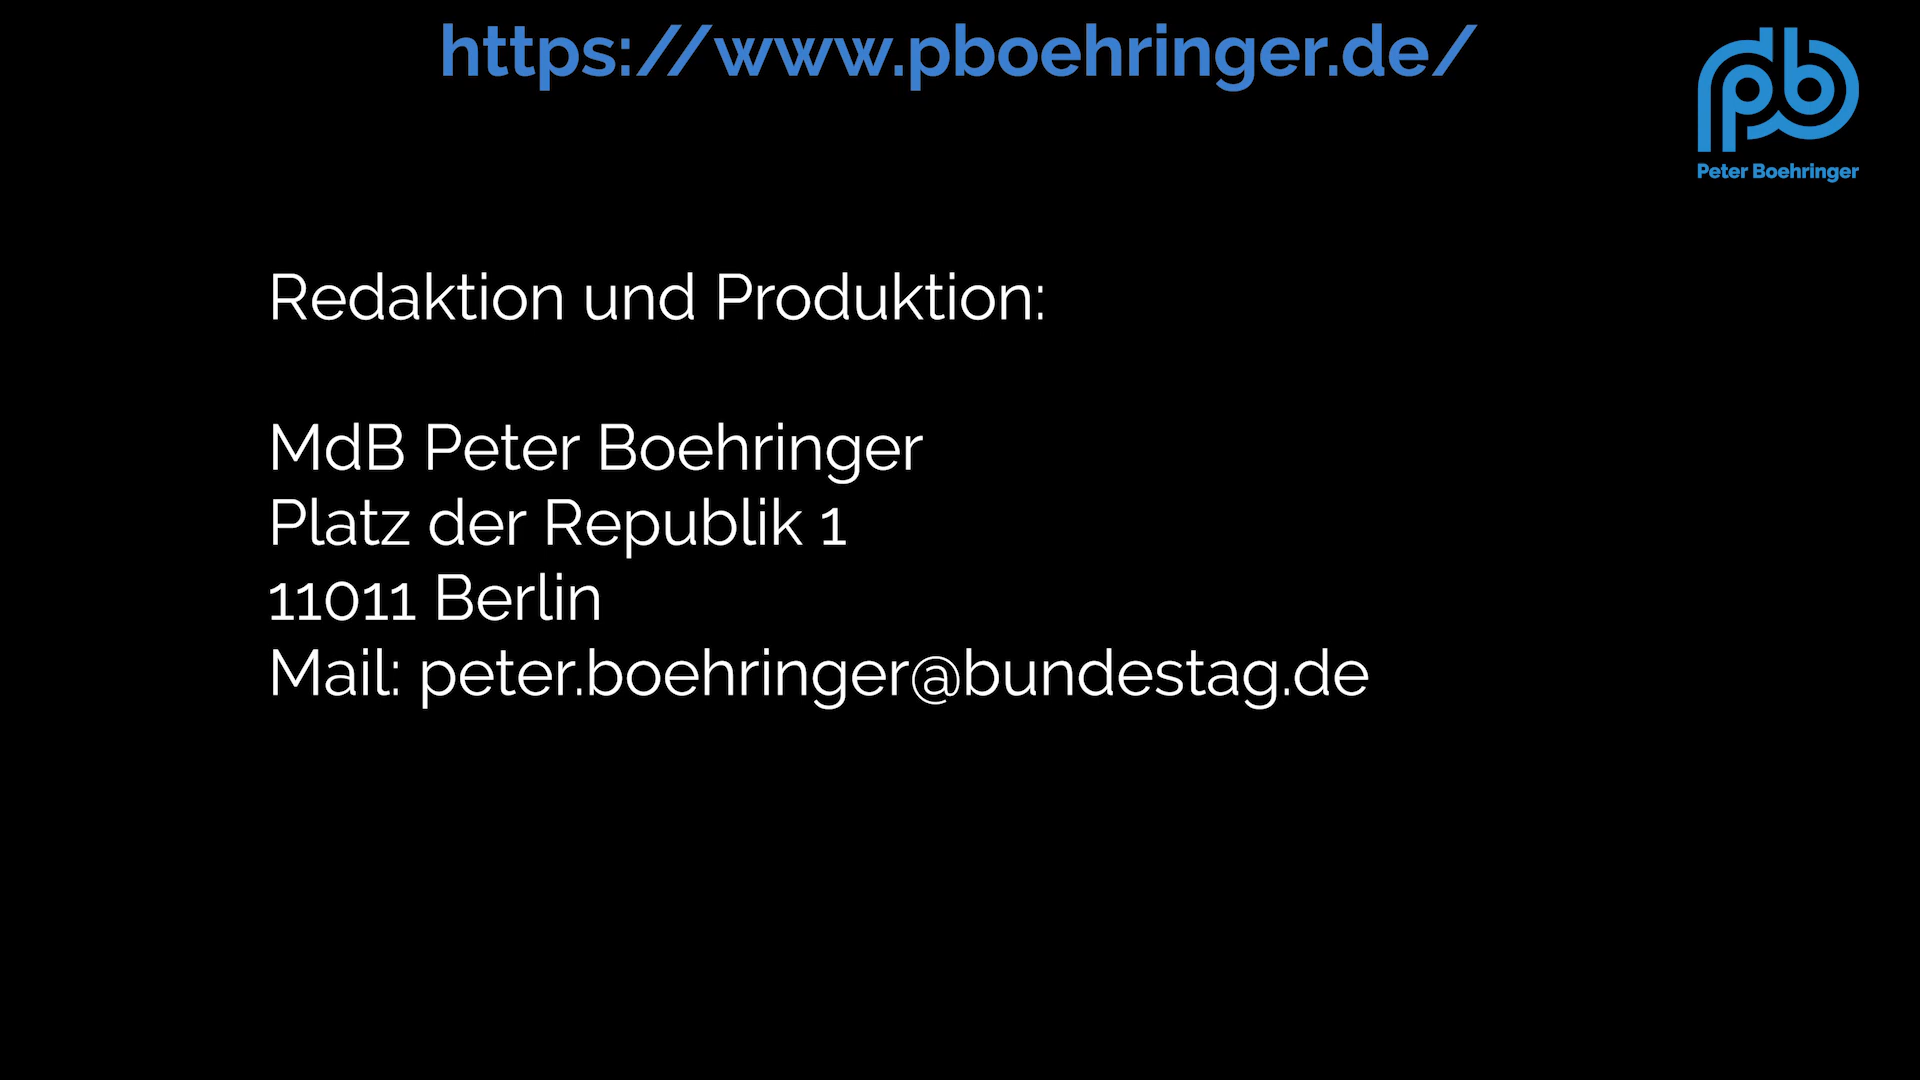 https://www.pboehringer.de/
pb
Peter Boehringer
Redaktion und Produktion:
MdB Peter Boehringer
Platz der Republik 1
11011 Berlin
Mail: peter.boehringer@bundestag.de